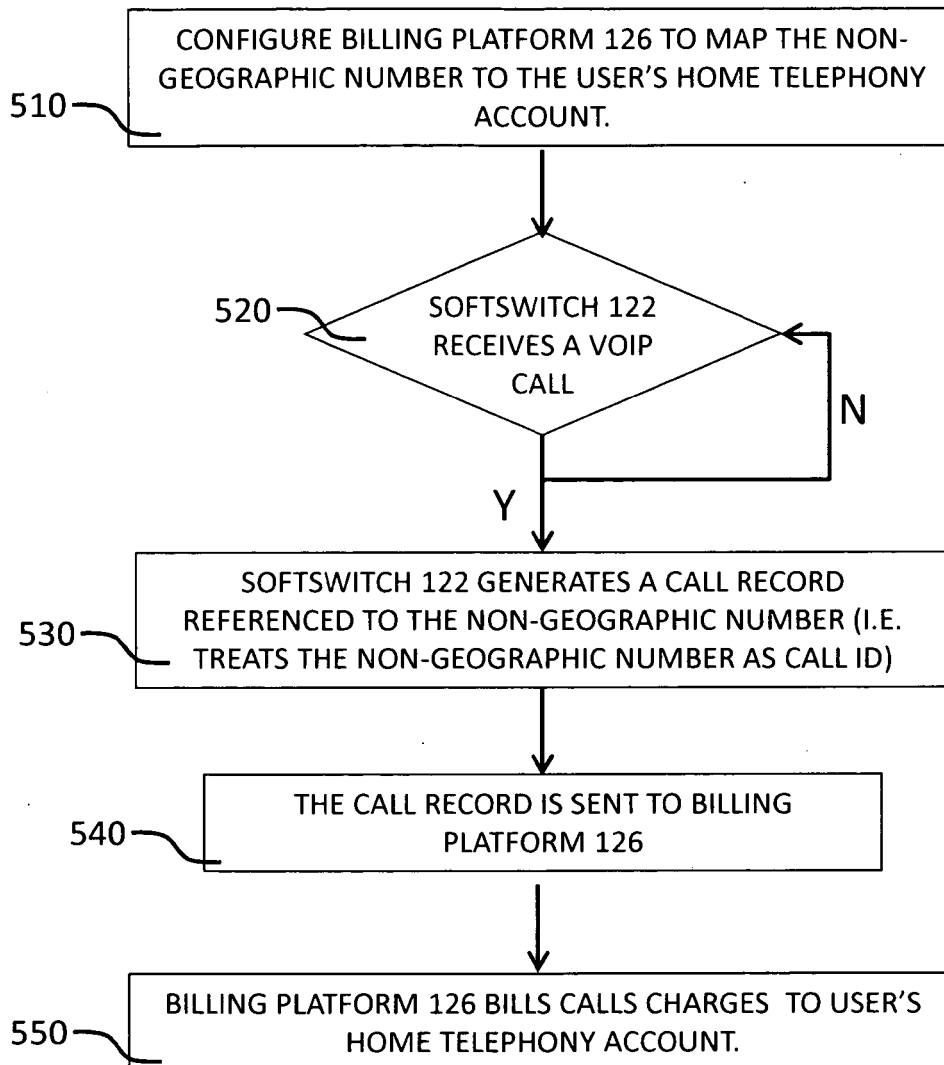 CONFIGURE BILLING PLATFORM 126 TO MAP THE NON-
GEOGRAPHIC NUMBER TO THE USER'S HOME TELEPHONY
ACCOUNT.
510
520
SOFTSWITCH 122
RECEIVES A VOIP
CALL
N
Y
SOFTSWITCH 122 GENERATES A CALL RECORD
REFERENCED TO THE NON-GEOGRAPHIC NUMBER (I.E.
TREATS THE NON-GEOGRAPHIC NUMBER AS CALL ID)
530
THE CALL RECORD IS SENT TO BILLING
PLATFORM 126
540
BILLING PLATFORM 126 BILLS CALLS CHARGES TO USER'S
HOME TELEPHONY ACCOUNT.
550